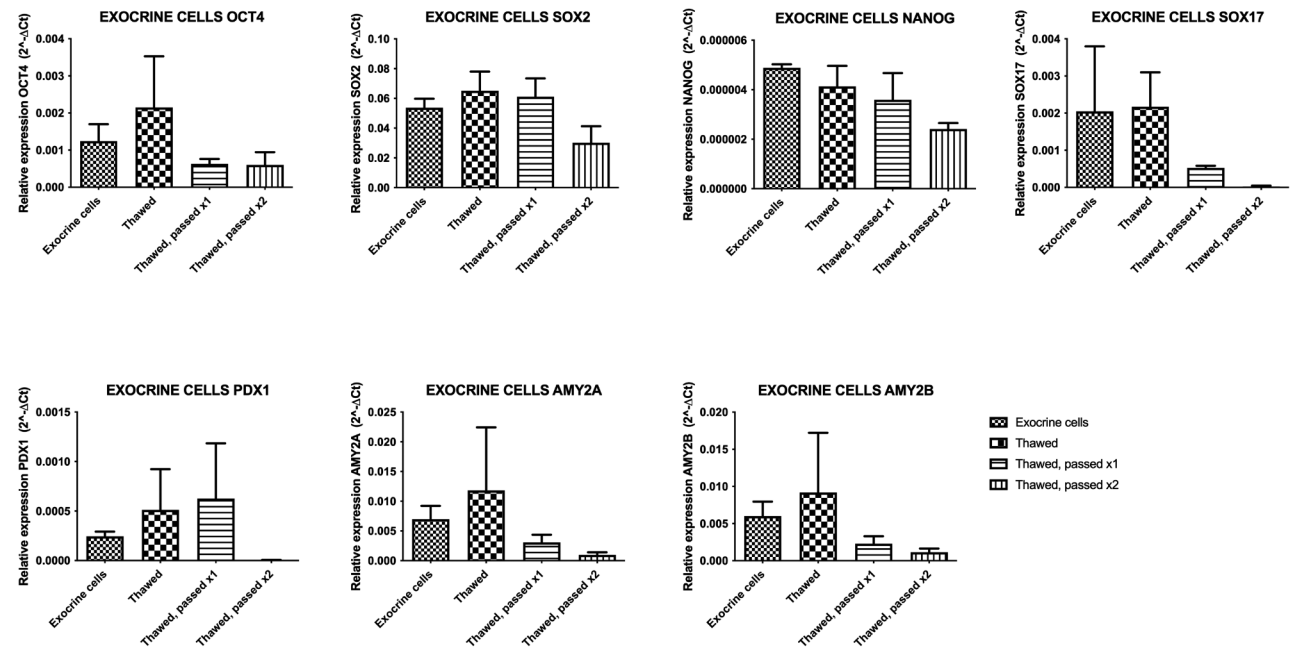 EXOCRINE CELLS OCT4
Relative expression OCT4 (2^-ΔCt)
0.004
0.003
0.002
0.001
0.000
Exocrine cells
Thawed
Thawed, passed x1
Thawed, passed x2
EXOCRINE CELLS SOX2
Relative expression SOX2 (2^-ΔCt)
0.10
0.08
0.06
0.04
0.02
0.00
Exocrine cells
Thawed
Thawed, passed x1
Thawed, passed x2
EXOCRINE CELLS NANOG
Relative expression NANOG (2^-ΔCt)
0.000006
0.000004
0.000002
0.000000
Exocrine cells
Thawed
Thawed, passed x1
Thawed, passed x2
EXOCRINE CELLS SOX17
Relative expression SOX17 (2^-ΔCt)
0.004
0.003
0.002
0.001
0.000
Exocrine cells
Thawed
Thawed, passed x1
Thawed, passed x2
EXOCRINE CELLS PDX1
Relative expression PDX1 (2^-ΔCt)
0.0015
0.0010
0.0005
0.0000
Exocrine cells
Thawed
Thawed, passed x1
Thawed, passed x2
EXOCRINE CELLS AMY2A
Relative expression AMY2A (2^-ΔCt)
0.025
0.020
0.015
0.010
0.005
0.000
Exocrine cells
Thawed
Thawed, passed x1
Thawed, passed x2
EXOCRINE CELLS AMY2B
Relative expression AMY2B (2^-ΔCt)
0.020
0.015
0.010
0.005
0.000
Exocrine cells
Thawed
Thawed, passed x1
Thawed, passed x2
Exocrine cells
Thawed
Thawed, passed x1
Thawed, passed x2